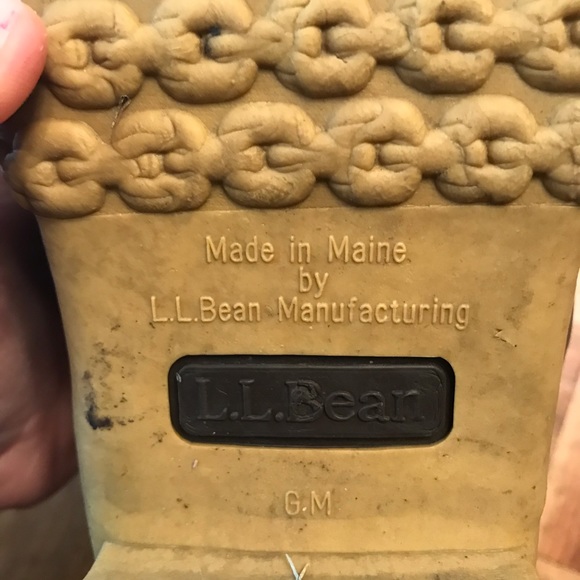 Made in Maine
by
L.L.Bean Manufacturing
L.L.Bean
G.M